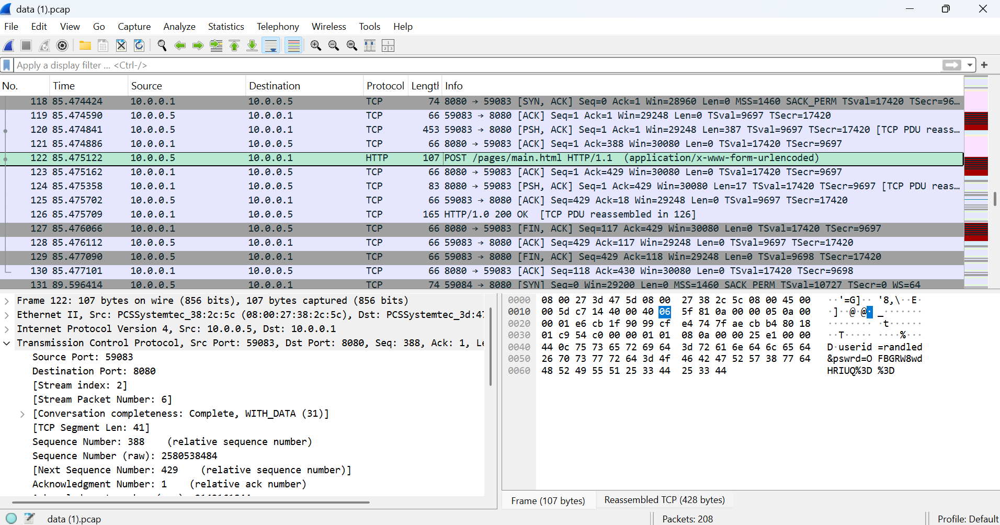 data (1).pcap
File Edit View Go Capture Analyze Statistics Telephony Wireless Tools Help
Apply a display filter ... <Ctrl-/>
No. Time Source Destination Protocol Length Info
118 85.474424 10.0.0.1 10.0.0.5 TCP 74 8080 → 59083 [SYN, ACK] Seq=0 Ack=1 Win=28960 Len=0 MSS=1460 SACK_PERM TSval=17420 TSecr=96…
119 85.474590 10.0.0.5 10.0.0.1 TCP 66 59083 → 8080 [ACK] Seq=1 Ack=1 Win=29248 Len=0 TSval=9697 TSecr=17420
120 85.474841 10.0.0.5 10.0.0.1 TCP 453 59083 → 8080 [PSH, ACK] Seq=1 Ack=1 Win=29248 Len=387 TSval=9697 TSecr=17420 [TCP PDU reass…
121 85.474886 10.0.0.1 10.0.0.5 TCP 66 8080 → 59083 [ACK] Seq=1 Ack=388 Win=30080 Len=0 TSval=17420 TSecr=9697
122 85.475122 10.0.0.5 10.0.0.1 HTTP 107 POST /pages/main.html HTTP/1.1  (application/x-www-form-urlencoded)
123 85.475162 10.0.0.1 10.0.0.5 TCP 66 8080 → 59083 [ACK] Seq=1 Ack=429 Win=30080 Len=0 TSval=17420 TSecr=9697
124 85.475358 10.0.0.1 10.0.0.5 TCP 83 8080 → 59083 [PSH, ACK] Seq=1 Ack=429 Win=30080 Len=17 TSval=17420 TSecr=9697 [TCP PDU reas…
125 85.475702 10.0.0.5 10.0.0.1 TCP 66 59083 → 8080 [ACK] Seq=429 Ack=18 Win=29248 Len=0 TSval=9697 TSecr=17420
126 85.475709 10.0.0.1 10.0.0.5 TCP 165 HTTP/1.0 200 OK  [TCP PDU reassembled in 126]
127 85.476066 10.0.0.1 10.0.0.5 TCP 66 8080 → 59083 [FIN, ACK] Seq=117 Ack=429 Win=30080 Len=0 TSval=17420 TSecr=9697
128 85.476112 10.0.0.5 10.0.0.1 TCP 66 59083 → 8080 [ACK] Seq=429 Ack=117 Win=29248 Len=0 TSval=9697 TSecr=17420
129 85.477090 10.0.0.5 10.0.0.1 TCP 66 59083 → 8080 [FIN, ACK] Seq=429 Ack=118 Win=29248 Len=0 TSval=9698 TSecr=17420
130 85.477101 10.0.0.1 10.0.0.5 TCP 66 8080 → 59083 [ACK] Seq=118 Ack=430 Win=30080 Len=0 TSval=17420 TSecr=9698
131 89.596414 10.0.0.5 10.0.0.1 TCP 74 59084 → 8080 [SYN] Seq=0 Win=29200 Len=0 MSS=1460 SACK_PERM TSval=10727 TSecr=0 WS=64
Frame 122: 107 bytes on wire (856 bits), 107 bytes captured (856 bits)
Ethernet II, Src: PCSSystemtec_38:2c:5c (08:00:27:38:2c:5c), Dst: PCSSystemtec_3d:47
Internet Protocol Version 4, Src: 10.0.0.5, Dst: 10.0.0.1
Transmission Control Protocol, Src Port: 59083, Dst Port: 8080, Seq: 388, Ack: 1, Le
Source Port: 59083
Destination Port: 8080
[Stream index: 2]
[Stream Packet Number: 6]
[Conversation completeness: Complete, WITH_DATA (31)]
[TCP Segment Len: 41]
Sequence Number: 388    (relative sequence number)
Sequence Number (raw): 2580538484
[Next Sequence Number: 429    (relative sequence number)]
Acknowledgment Number: 1    (relative ack number)
0000 08 00 27 3d 47 5d 08 00 27 38 2c 5c 08 00 45 00 ··'=G]·· '8,\··E·
0010 00 5d c7 14 40 00 40 06 5f 81 0a 00 00 05 0a 00 ·]··@·@· _·······
0020 00 01 e6 cb 1f 90 99 cf e4 74 7f ae cb b4 80 18 ········ ·t······
0030 01 c9 54 c0 00 00 01 01 08 0a 00 00 25 e1 00 00 ··T····· ····%···
0040 44 0c 75 73 65 72 69 64 3d 72 61 6e 64 6c 65 64 D·userid =randled
0050 26 70 73 77 72 64 3d 4f 46 42 47 52 57 38 77 64 &pswrd=O FBGRW8wd
0060 48 52 49 55 51 25 33 44 25 33 44 HRIUQ%3D %3D
Frame (107 bytes) Reassembled TCP (428 bytes)
data (1).pcap Packets: 208 Profile: Default